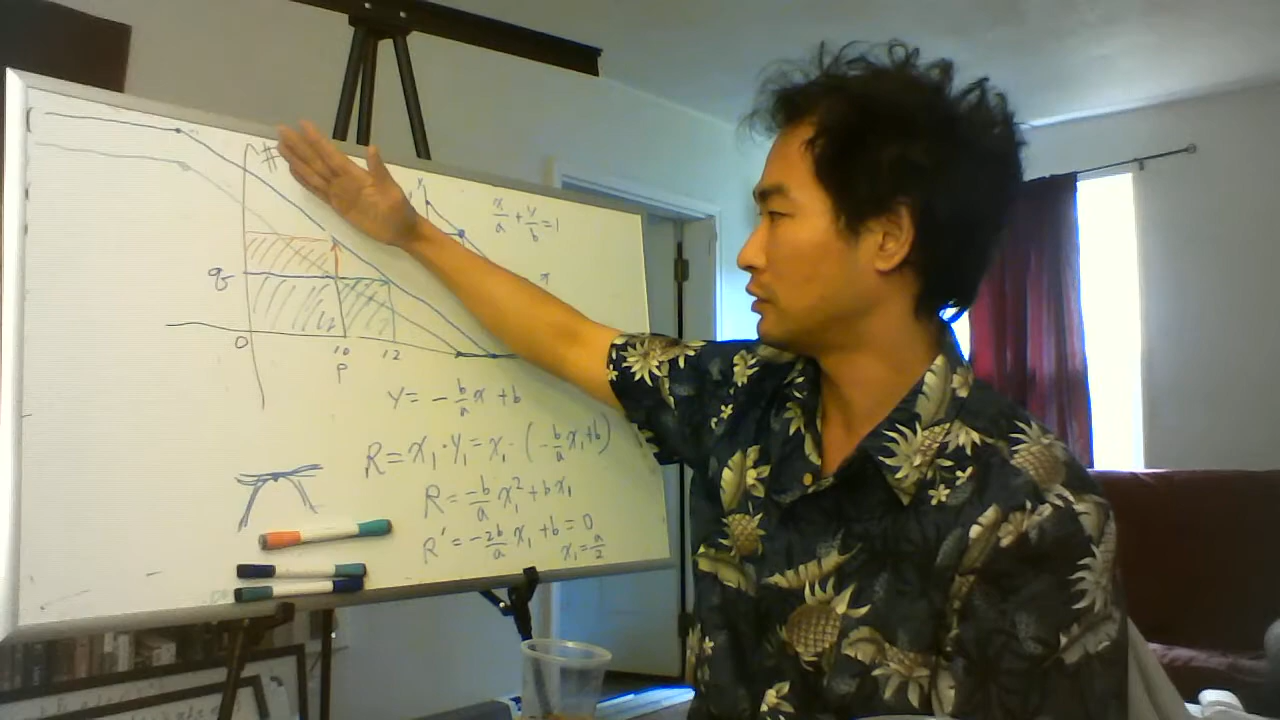 #
y
x/a + y/b = 1
x
q
0
10
12
P
y = -b/a x + b
R = x₁ · y₁ = x₁ · (-b/a x₁ + b)
R = -b/a x₁² + b x₁
R' = -2b/a x₁ + b = 0
x₁ = a/2